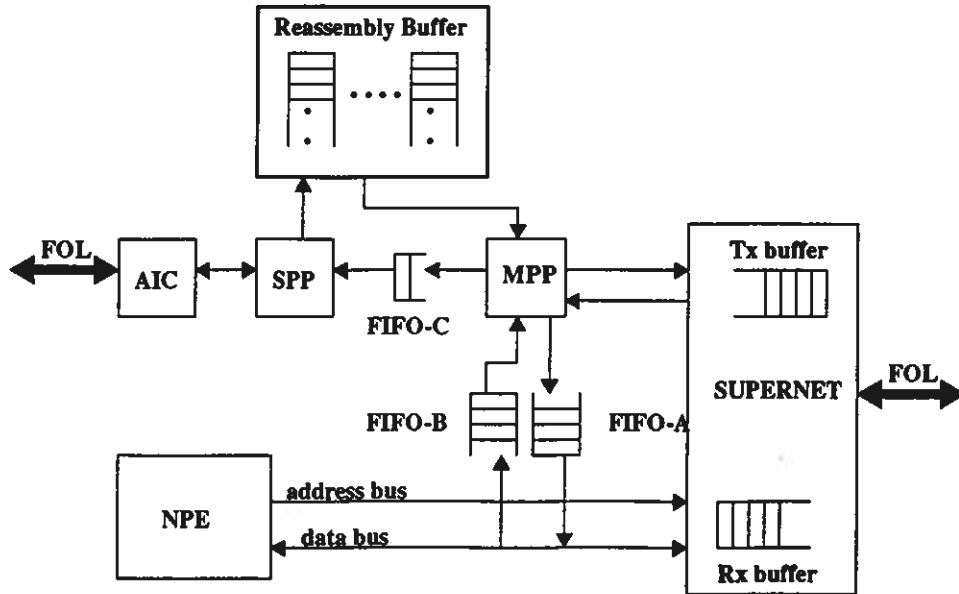 Reassembly Buffer
FOL
AIC
SPP
FIFO-C
MPP
Tx buffer
SUPERNET
FOL
FIFO-B
FIFO-A
NPE
address bus
data bus
Rx buffer